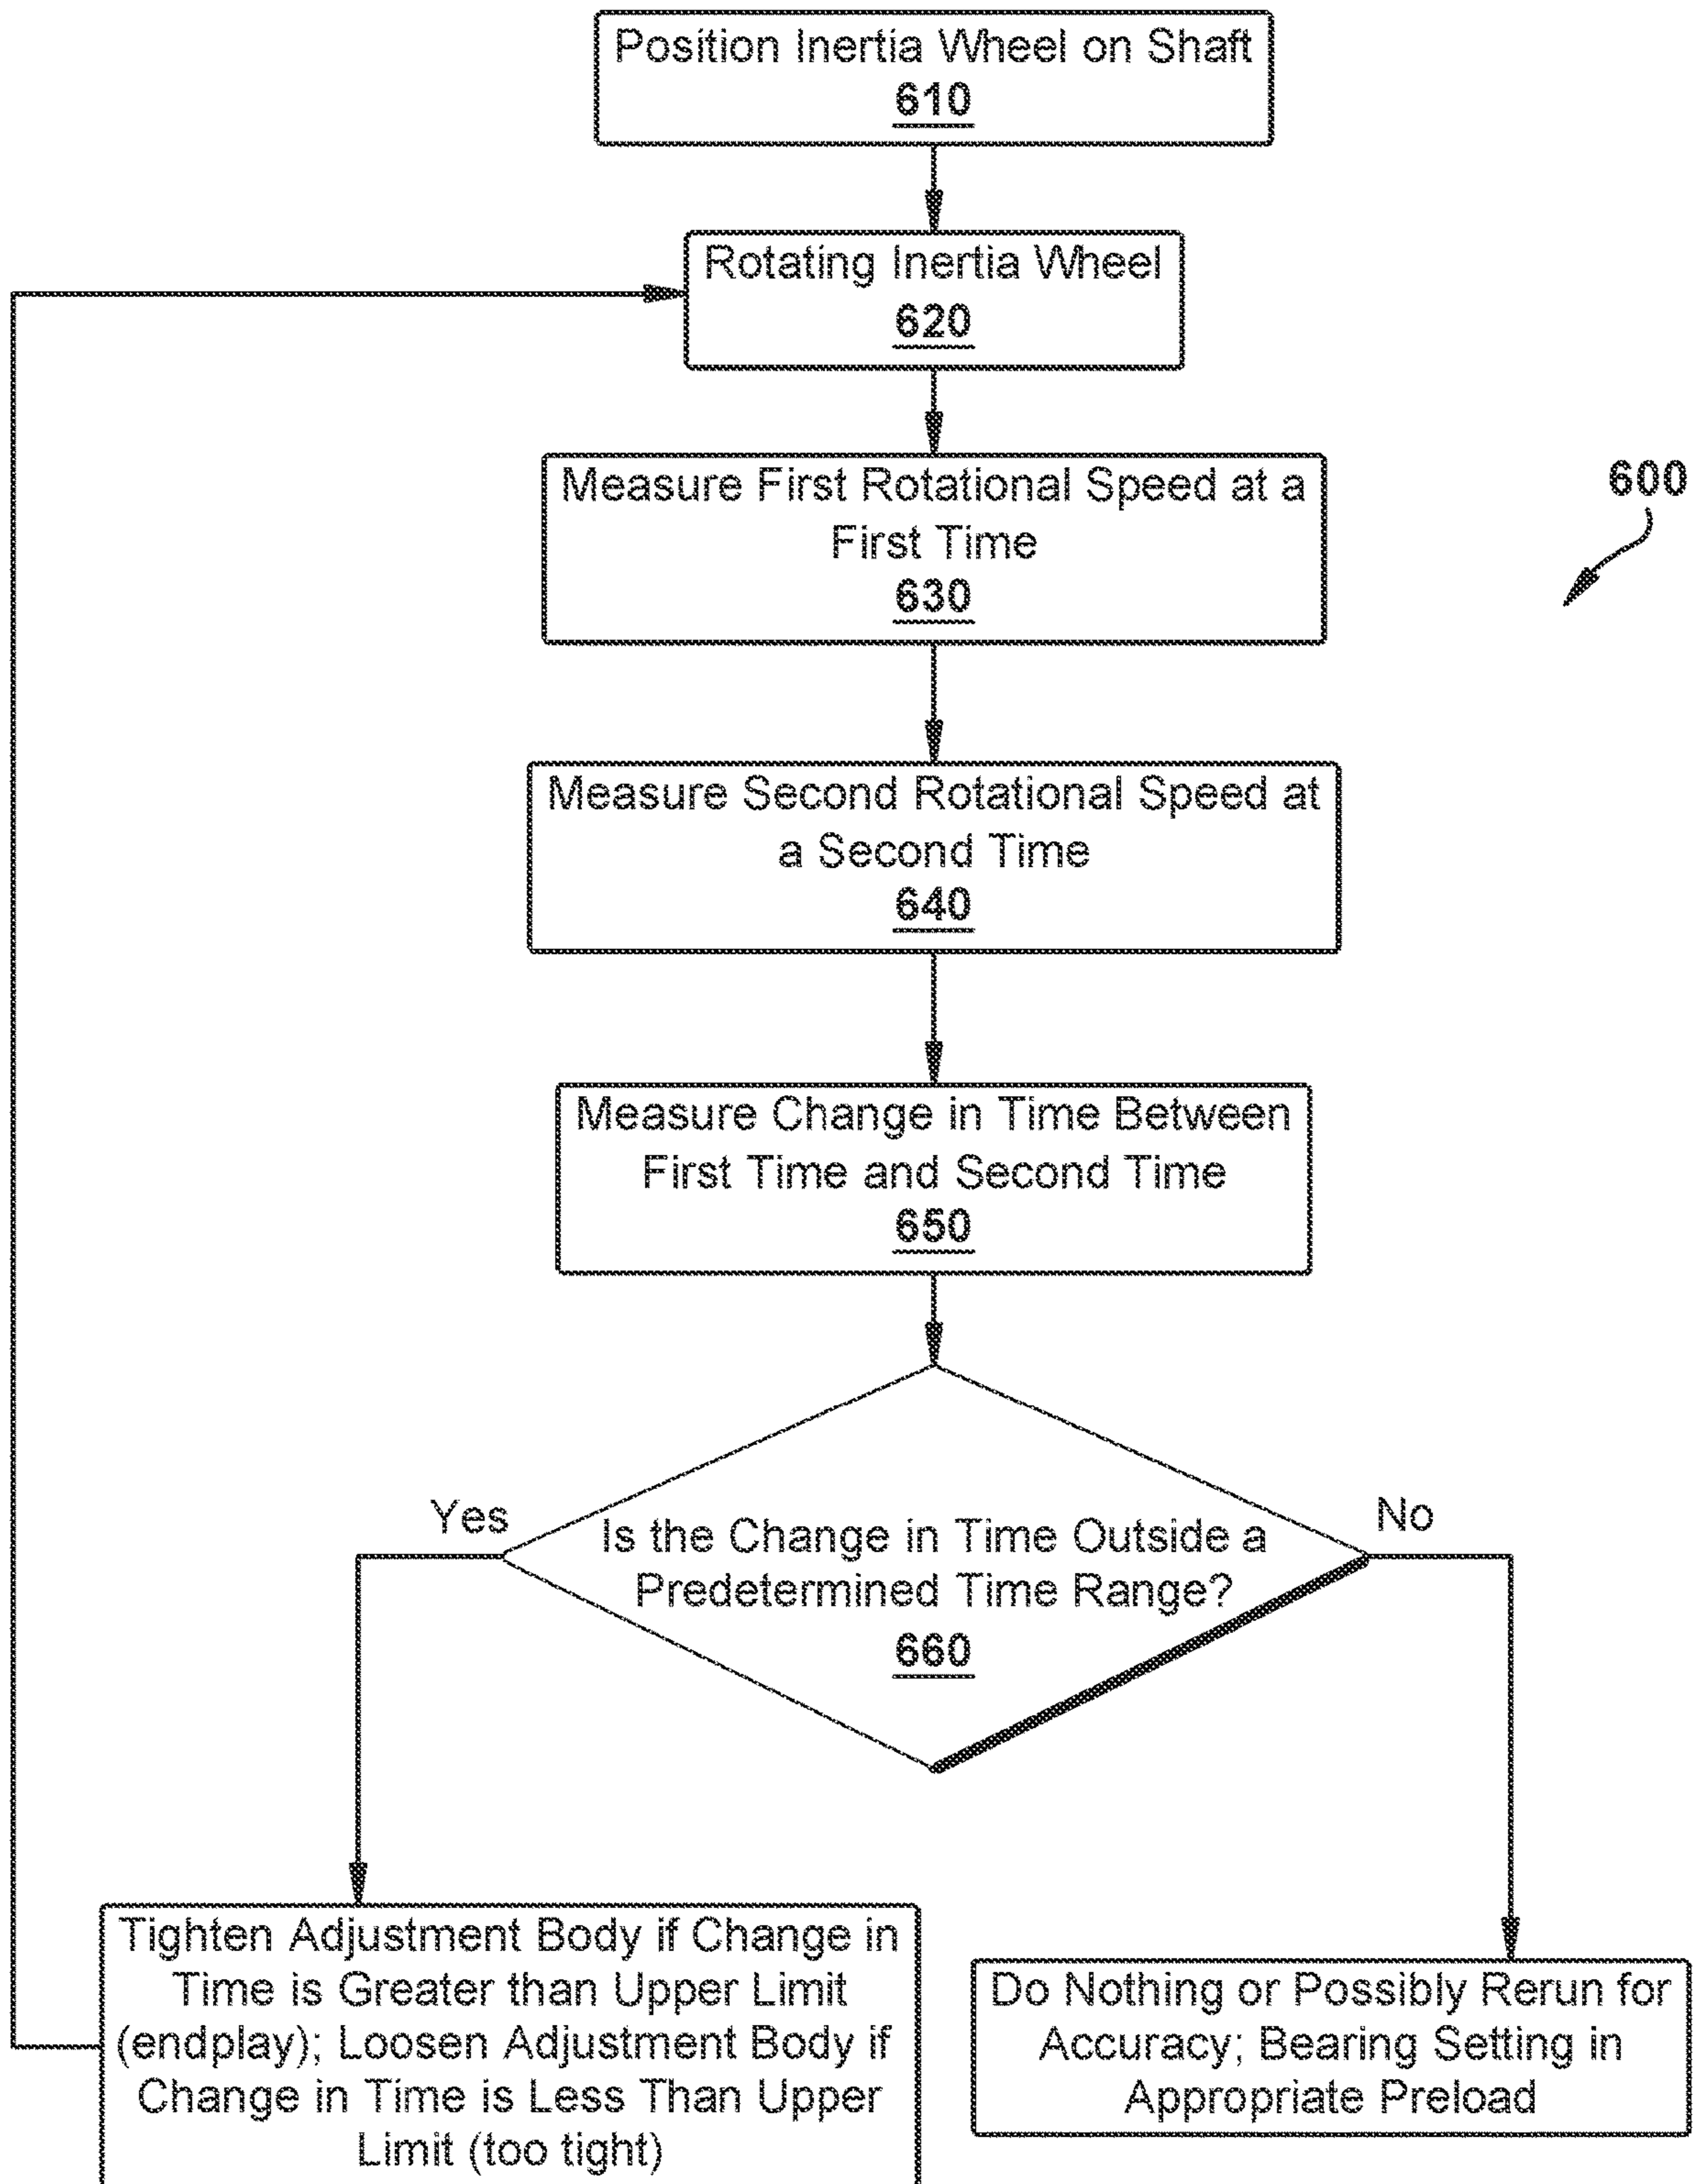 Position Inertia Wheel on Shaft
610
Rotating Inertia Wheel
620
Measure First Rotational Speed at a
First Time
630
600
Measure Second Rotational Speed at
a Second Time
640
Measure Change in Time Between
First Time and Second Time
650
Yes
No
Is the Change in Time Outside a
Predetermined Time Range?
660
Tighten Adjustment Body if Change in
Time is Greater than Upper Limit
(endplay); Loosen Adjustment Body if
Change in Time is Less Than Upper
Limit (too tight)
Do Nothing or Possibly Rerun for
Accuracy; Bearing Setting in
Appropriate Preload